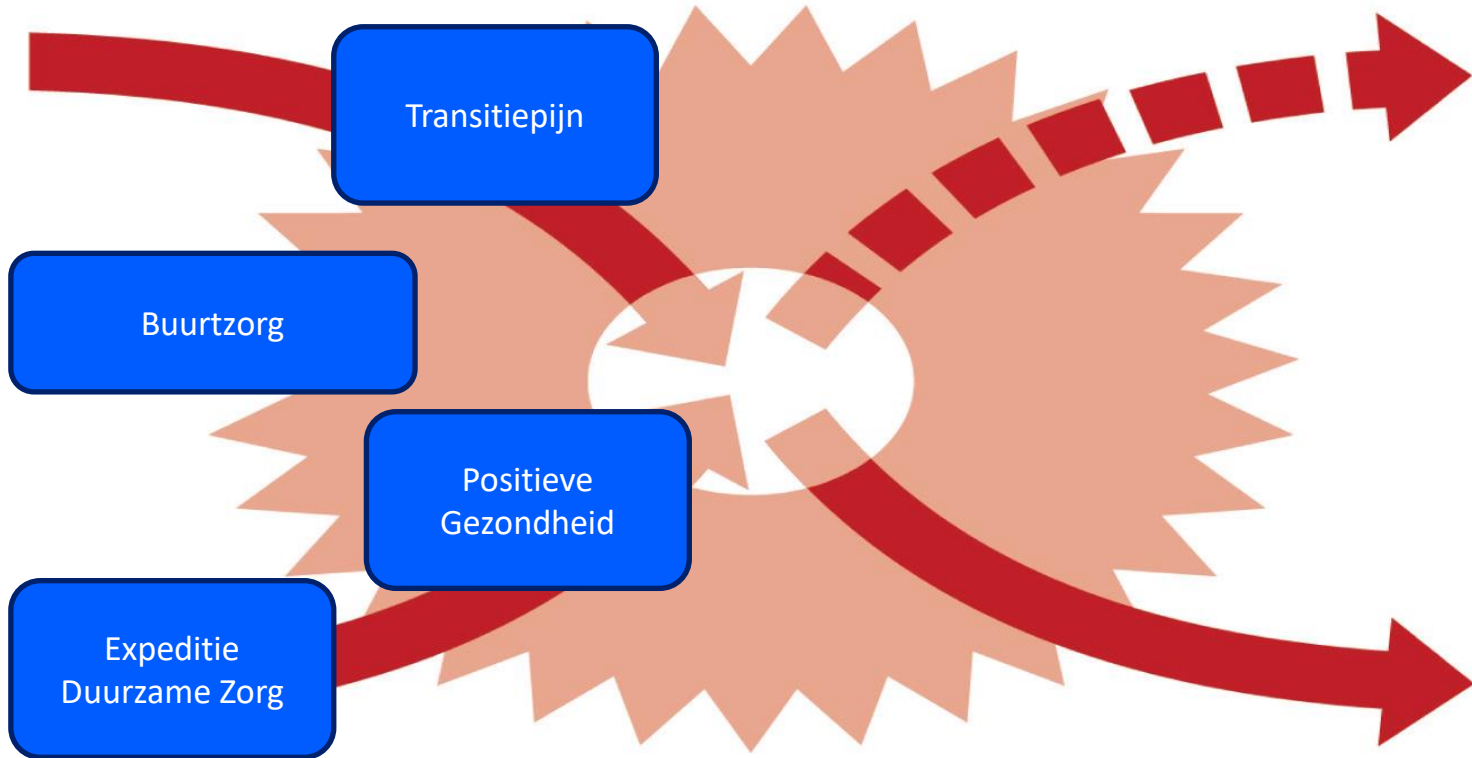 Transitiepijn
Buurtzorg
Positieve
Gezondheid
Expeditie
Duurzame Zorg